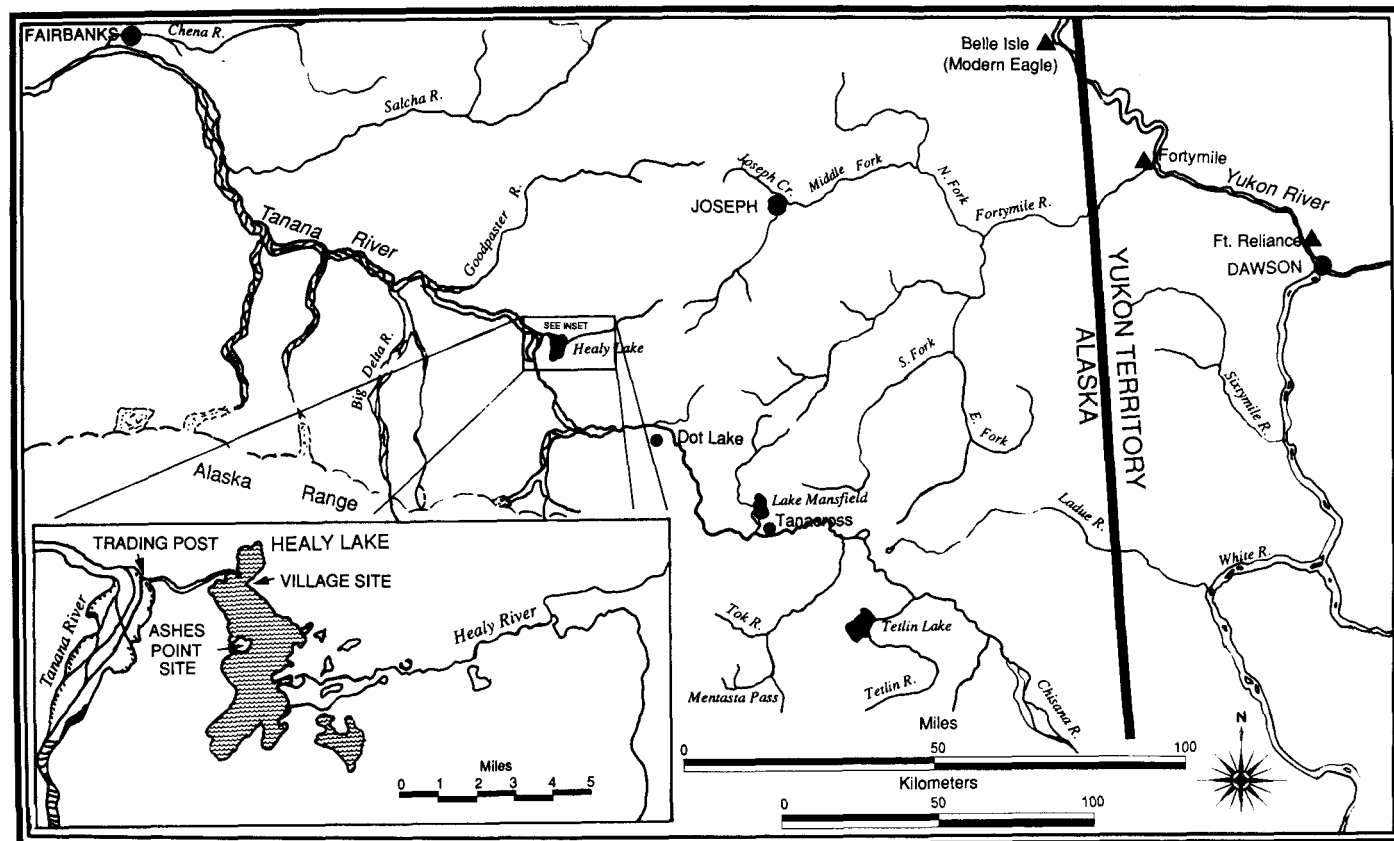 FAIRBANKS
Chena R.
Belle Isle
(Modern Eagle)
Salcha R.
Fortymile
Yukon River
Joseph Cr.
Middle Fork
N. Fork
JOSEPH
Fortymile R.
Tanana River
Goodpaster R.
Ft. Reliance
DAWSON
YUKON TERRITORY
ALASKA
SEE INSET
Healy Lake
Big Delta R.
S. Fork
E. Fork
Sixtymile R.
Dot Lake
Alaska Range
Lake Mansfield
Tanacross
Ladue R.
White R.
Tok R.
Tetlin Lake
Mentasta Pass
Tetlin R.
Chisana R.
TRADING POST
HEALY LAKE
VILLAGE SITE
ASHES
POINT
SITE
Tanana River
Healy River
Miles
0 1 2 3 4 5
Miles
0 50 100
Kilometers
0 50 100
N